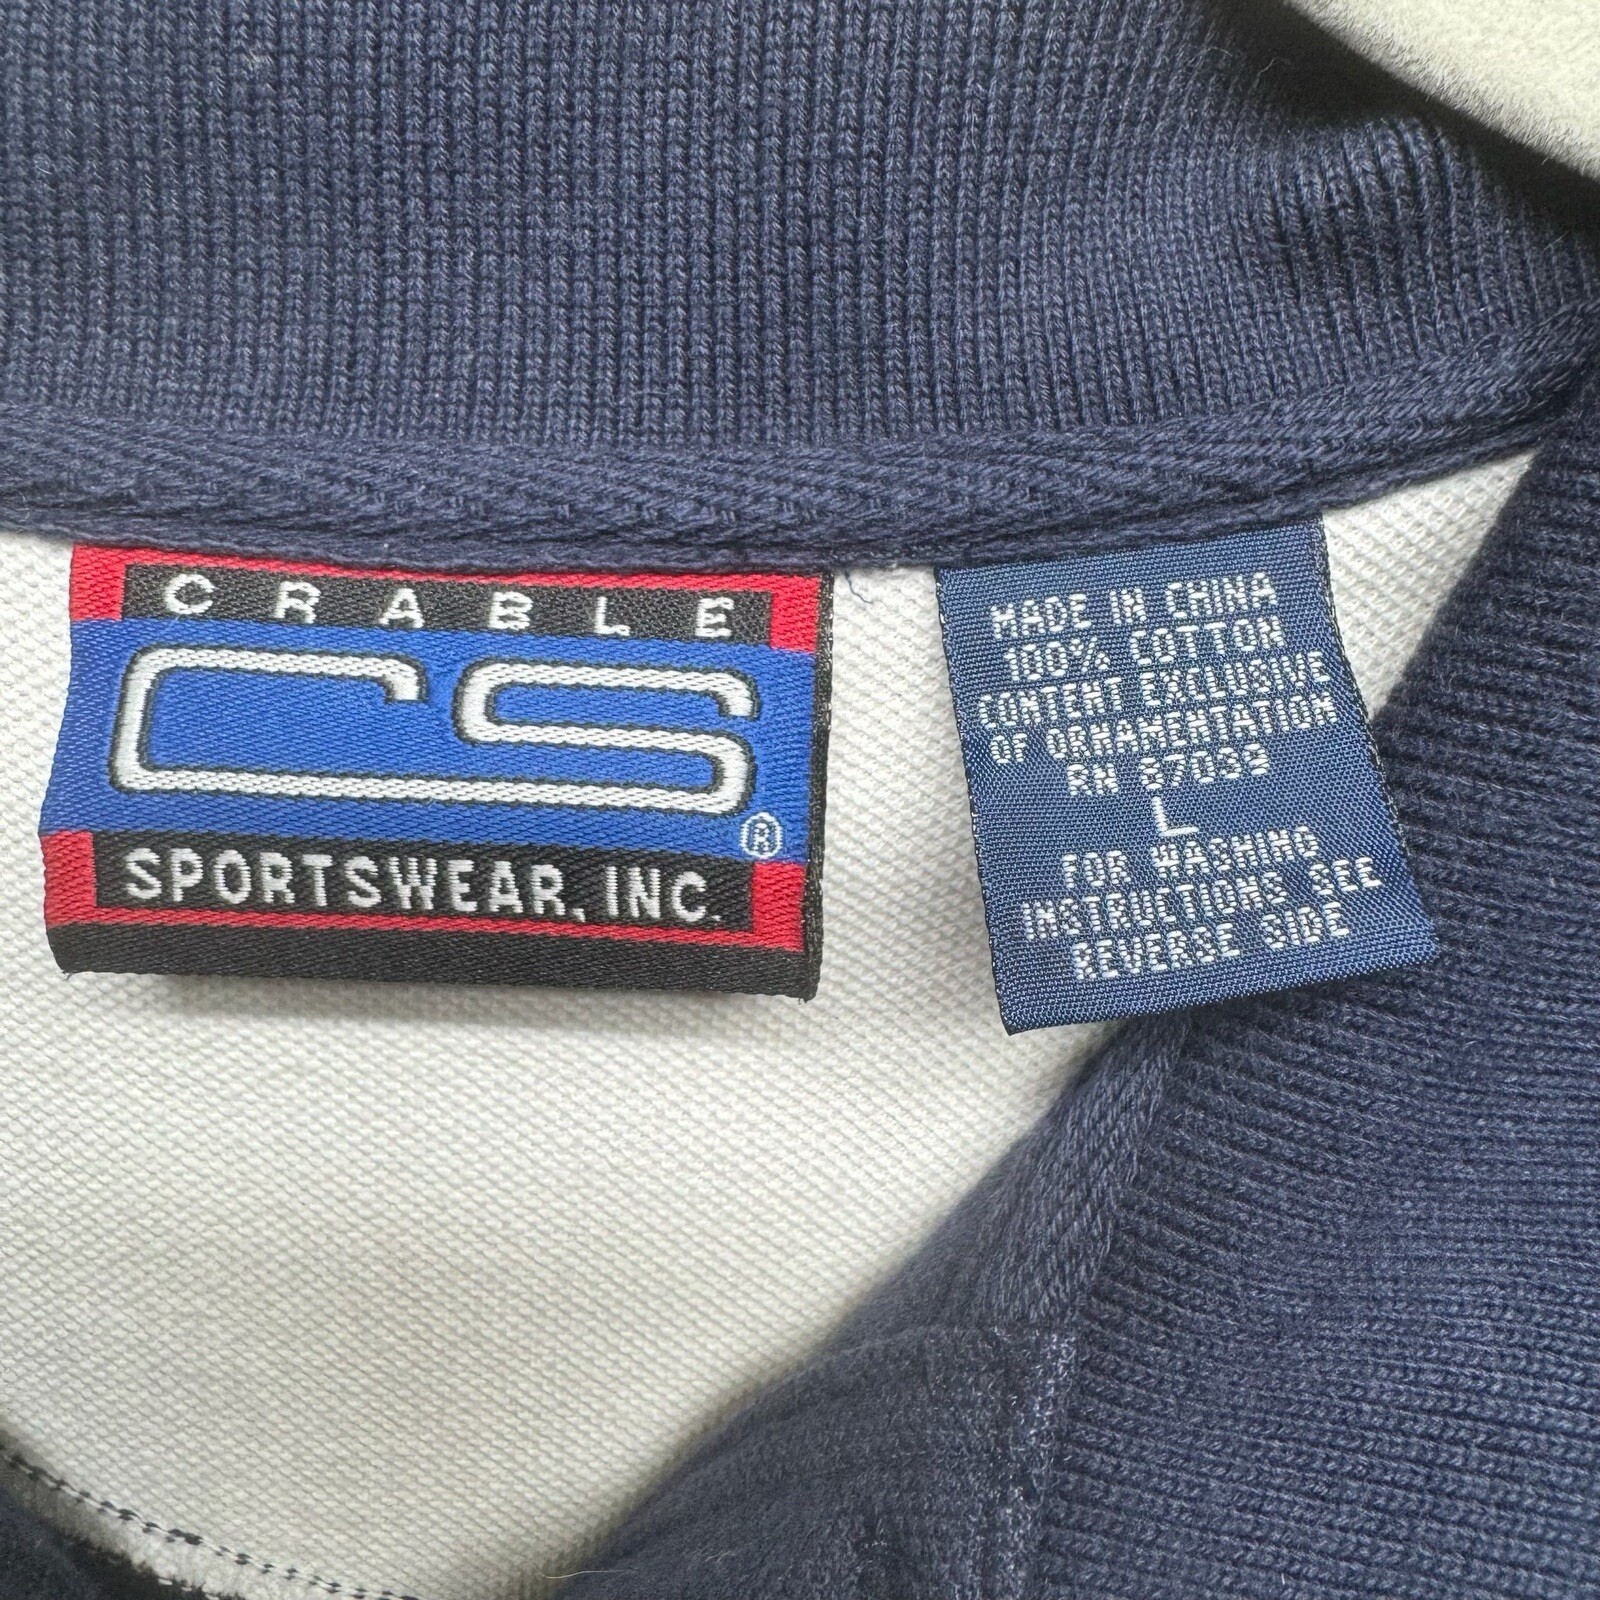 CRABLE
CS
®
SPORTSWEAR, INC.
MADE IN CHINA
100% COTTON
CONTENT EXCLUSIVE
OF ORNAMENTATION
RN 87039
L
FOR WASHING
INSTRUCTIONS SEE
REVERSE SIDE